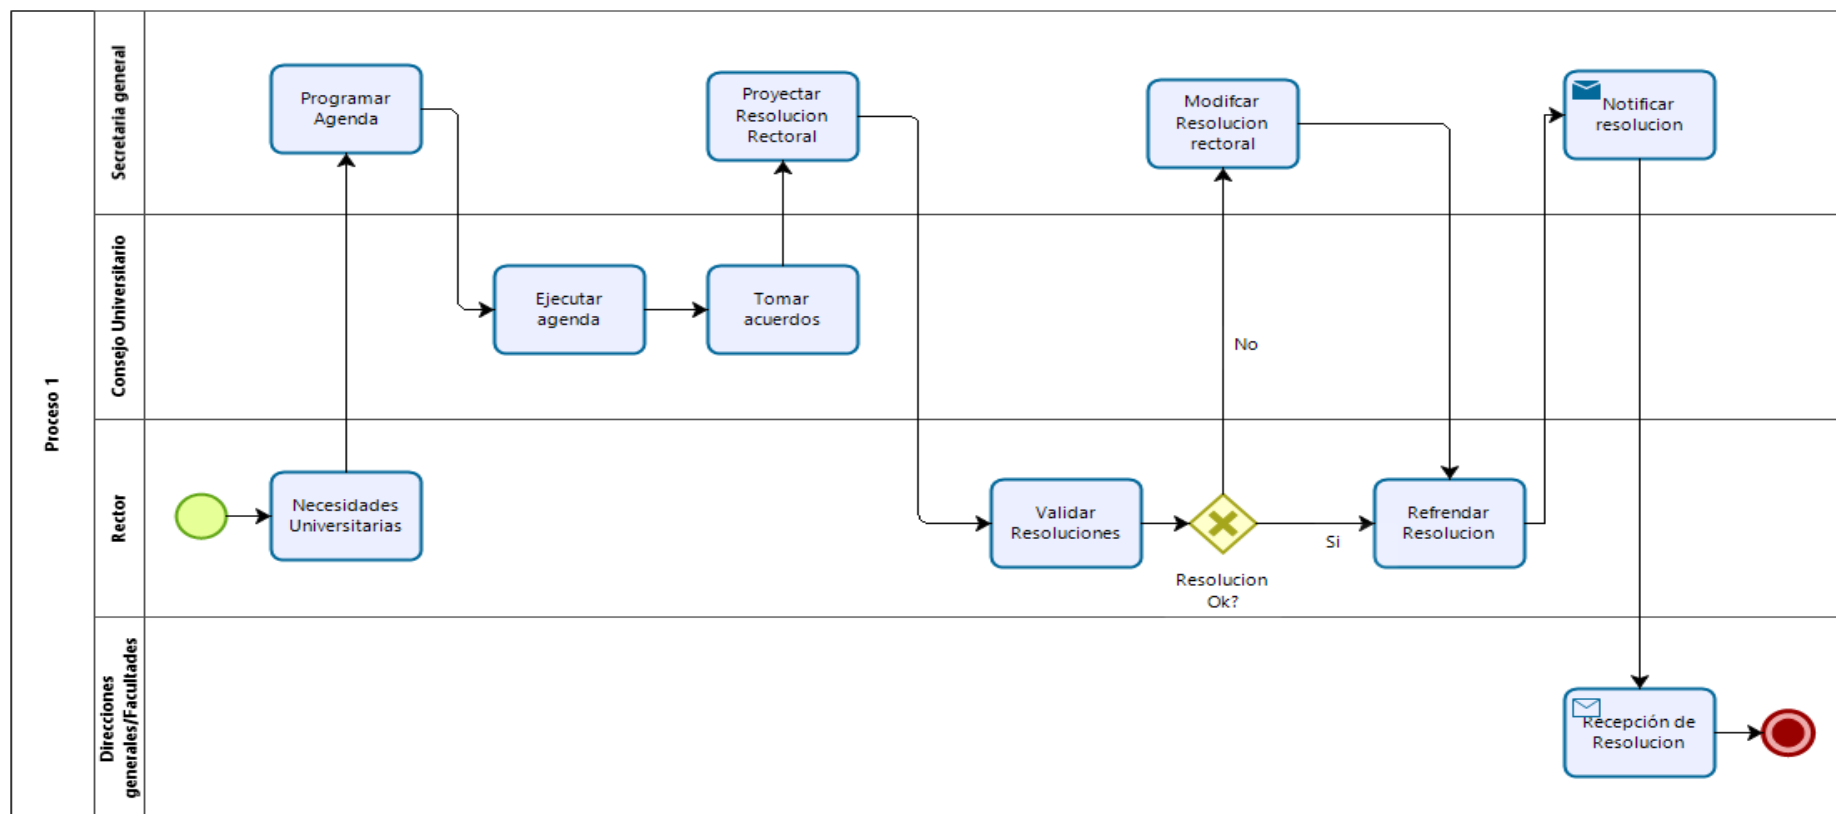 Proceso 1
Secretaria general
Programar
Agenda
Proyectar
Resolucion
Rectoral
Modifcar
Resolucion
rectoral
Notificar
resolucion
Consejo Universitario
Ejecutar
agenda
Tomar
acuerdos
No
Rector
Necesidades
Universitarias
Validar
Resoluciones
Resolucion
Ok?
Si
Refrendar
Resolucion
Direcciones
generales/Facultades
Recepción de
Resolucion